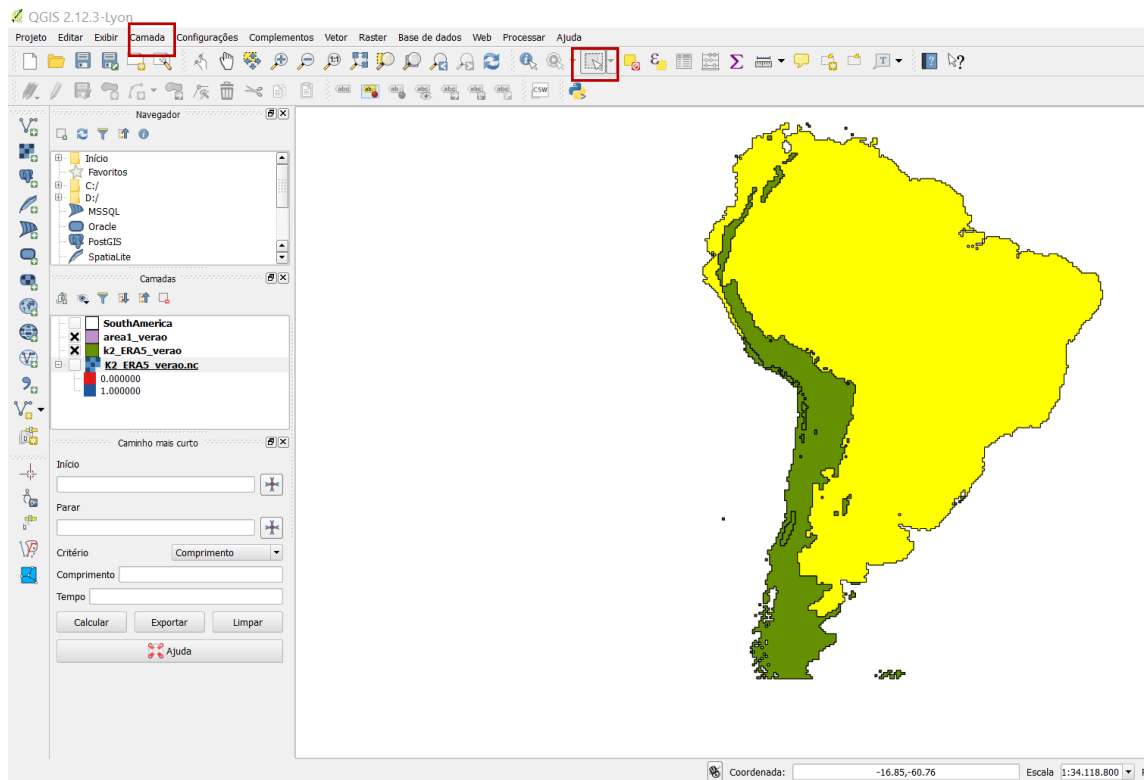 QGIS 2.12.3-Lyon
Projeto Editar Exibir Camada Configurações Complementos Vetor Raster Base de dados Web Processar Ajuda
CSW
Navegador
Início
Favoritos
C:/
D:/
MSSQL
Oracle
PostGIS
SpatiaLite
Camadas
SouthAmerica
area1_verao
k2_ERA5_verao
K2_ERA5_verao.nc
0.000000
1.000000
Caminho mais curto
Início
Parar
Critério Comprimento
Comprimento
Tempo
Calcular Exportar Limpar
Ajuda
Coordenada: -16.85,-60.76 Escala 1:34.118.800